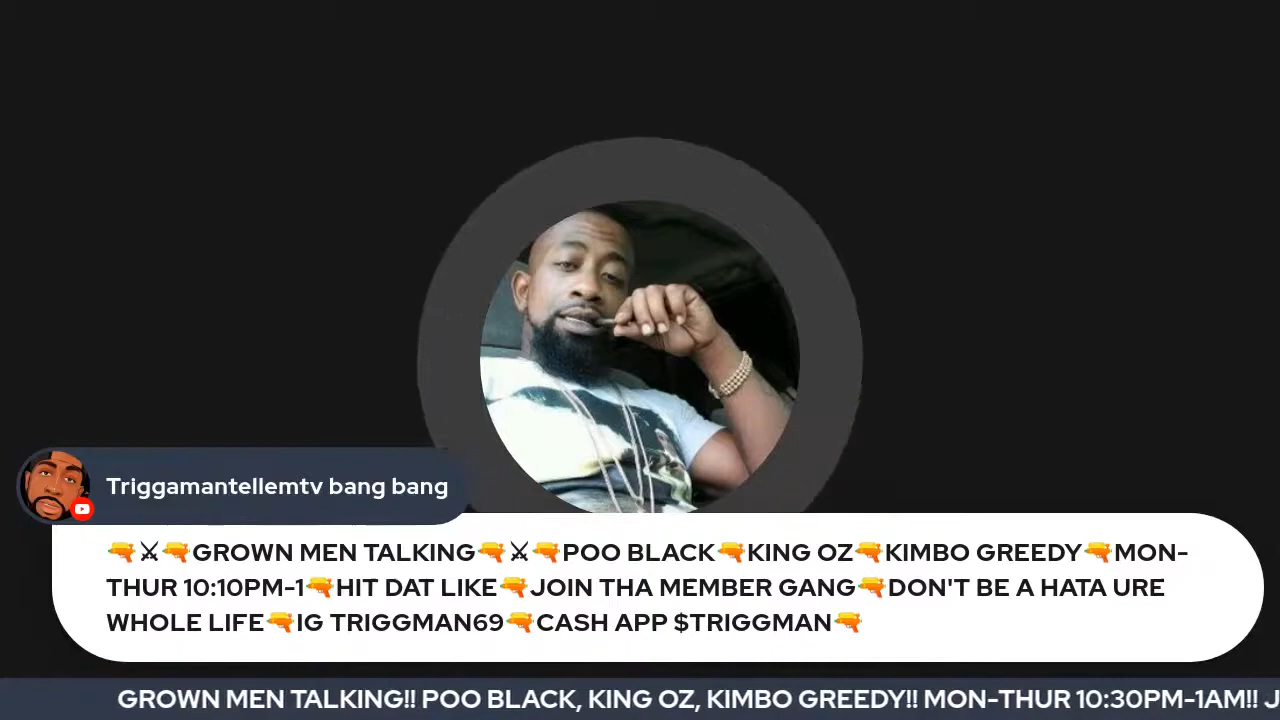 Triggamantellemtv bang bang
🔫⚔🔫GROWN MEN TALKING🔫⚔🔫POO BLACK🔫KING OZ🔫KIMBO GREEDY🔫MON-
THUR 10:10PM-1🔫HIT DAT LIKE🔫JOIN THA MEMBER GANG🔫DON'T BE A HATA URE
WHOLE LIFE🔫IG TRIGGMAN69🔫CASH APP $TRIGGMAN🔫
GROWN MEN TALKING!! POO BLACK, KING OZ, KIMBO GREEDY!! MON-THUR 10:30PM-1AM!! J